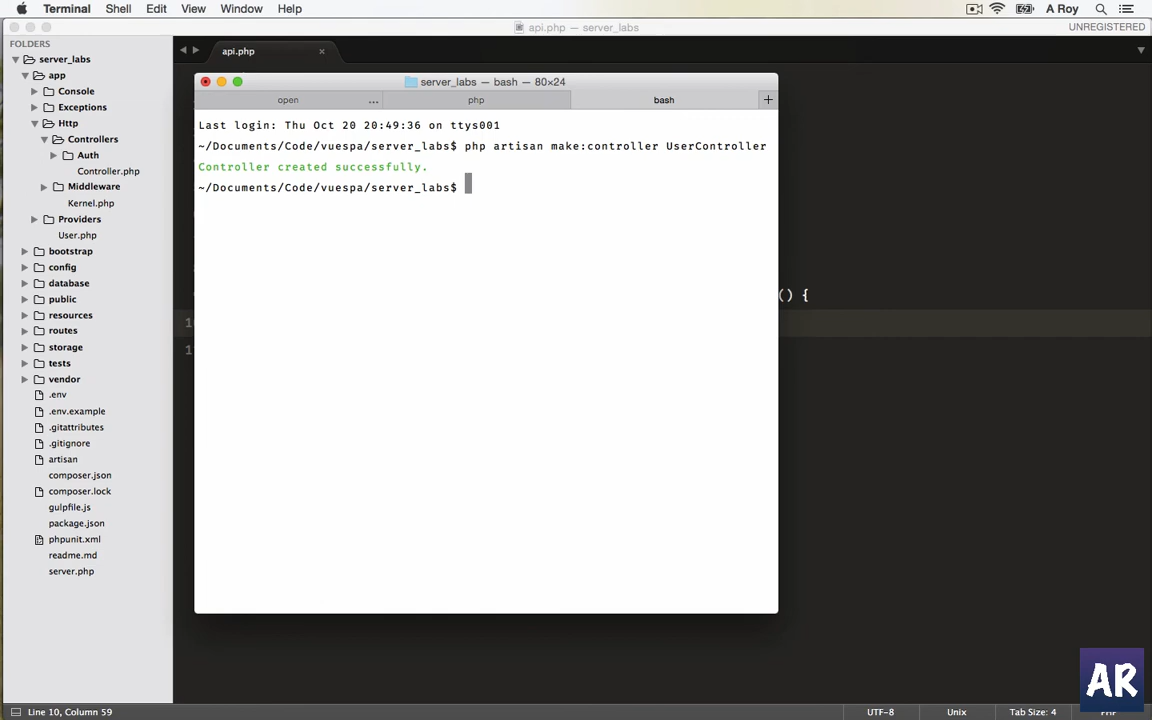 Terminal Shell Edit View Window Help A Roy
api.php — server_labs UNREGISTERED
FOLDERS
server_labs
app
Console
Exceptions
Http
Controllers
Auth
Controller.php
Middleware
Kernel.php
Providers
User.php
bootstrap
config
database
public
resources
routes
storage
tests
vendor
.env
.env.example
.gitattributes
.gitignore
artisan
composer.json
composer.lock
gulpfile.js
package.json
phpunit.xml
readme.md
server.php
api.php
server_labs — bash — 80×24
open ... php bash
Last login: Thu Oct 20 20:49:36 on ttys001
~/Documents/Code/vuespa/server_labs$ php artisan make:controller UserController
Controller created successfully.
~/Documents/Code/vuespa/server_labs$
() {
AR
Line 10, Column 59 UTF-8 Unix Tab Size: 4